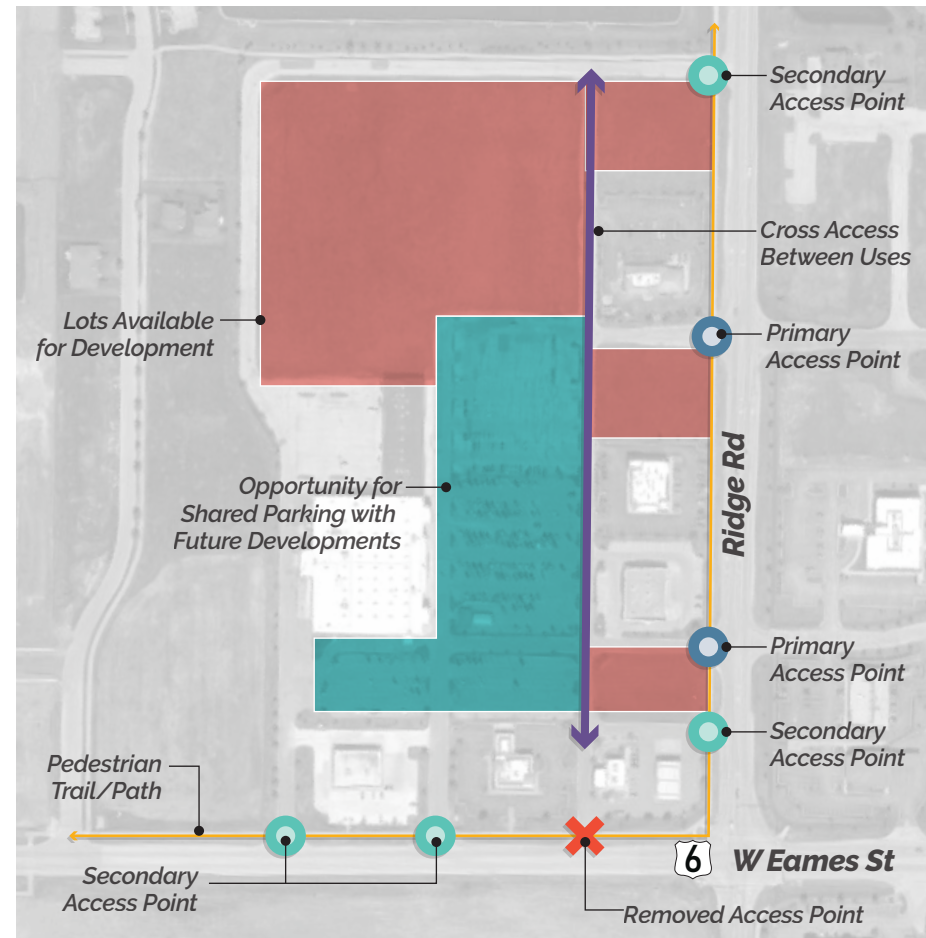 Secondary
Access Point
Cross Access
Between Uses
Lots Available
for Development
Primary
Access Point
Ridge Rd
Opportunity for
Shared Parking with
Future Developments
Primary
Access Point
Secondary
Access Point
Pedestrian
Trail/Path
6
W Eames St
Secondary
Access Point
Removed Access Point